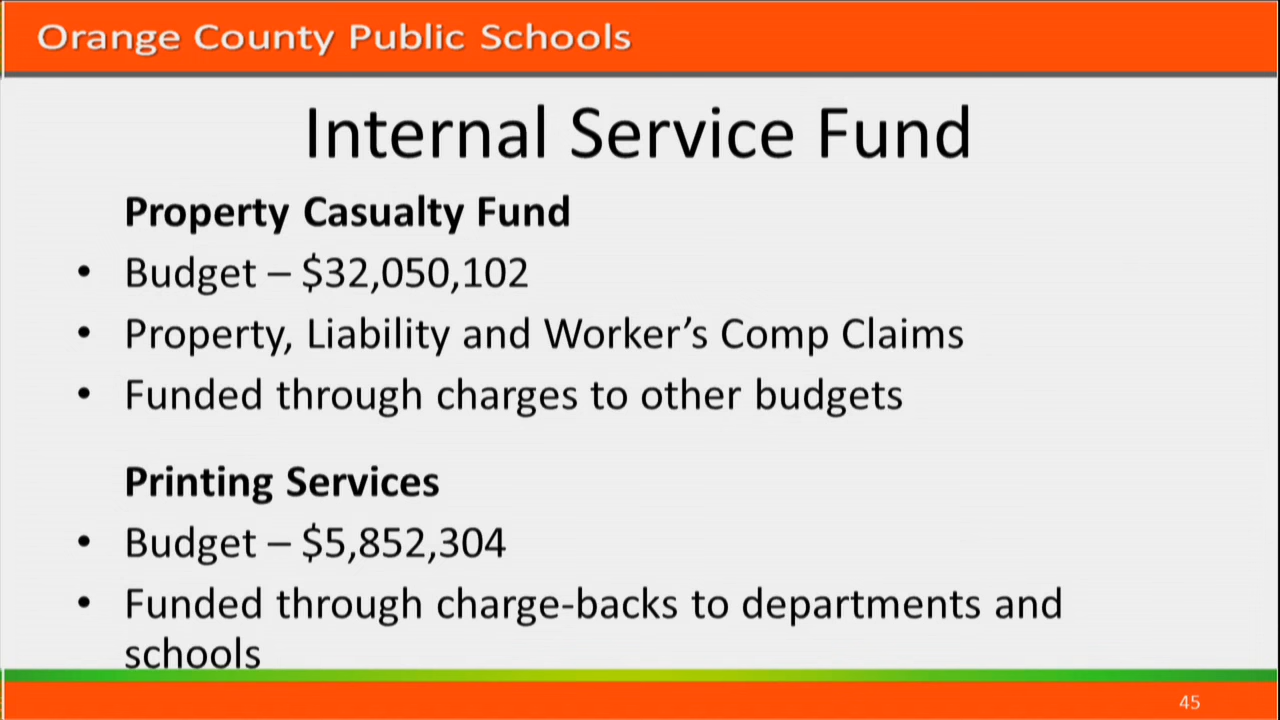 Orange County Public Schools
Internal Service Fund
Property Casualty Fund
• Budget – $32,050,102
• Property, Liability and Worker’s Comp Claims
• Funded through charges to other budgets
Printing Services
• Budget – $5,852,304
• Funded through charge-backs to departments and
schools
45